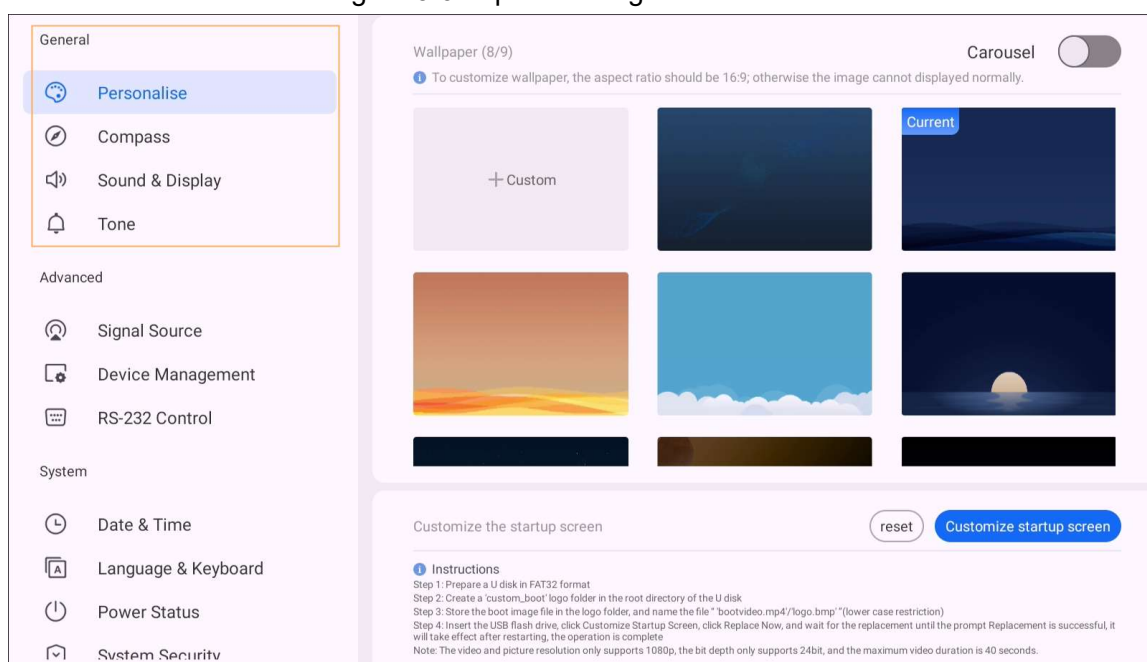 General
Personalise
Compass
Sound & Display
Tone
Advanced
Signal Source
Device Management
RS-232 Control
System
Date & Time
Language & Keyboard
Power Status
System Security
Wallpaper (8/9)
Carousel
To customize wallpaper, the aspect ratio should be 16:9; otherwise the image cannot displayed normally.
+ Custom
Current
Customize the startup screen
reset
Customize startup screen
Instructions
Step 1: Prepare a U disk in FAT32 format
Step 2: Create a 'custom_boot' logo folder in the root directory of the U disk
Step 3: Store the boot image file in the logo folder, and name the file " 'bootvideo.mp4'/'logo.bmp' "(lower case restriction)
Step 4: Insert the USB flash drive, click Customize Startup Screen, click Replace Now, and wait for the replacement until the prompt Replacement is successful, it
will take effect after restarting, the operation is complete
Note: The video and picture resolution only supports 1080p, the bit depth only supports 24bit, and the maximum video duration is 40 seconds.